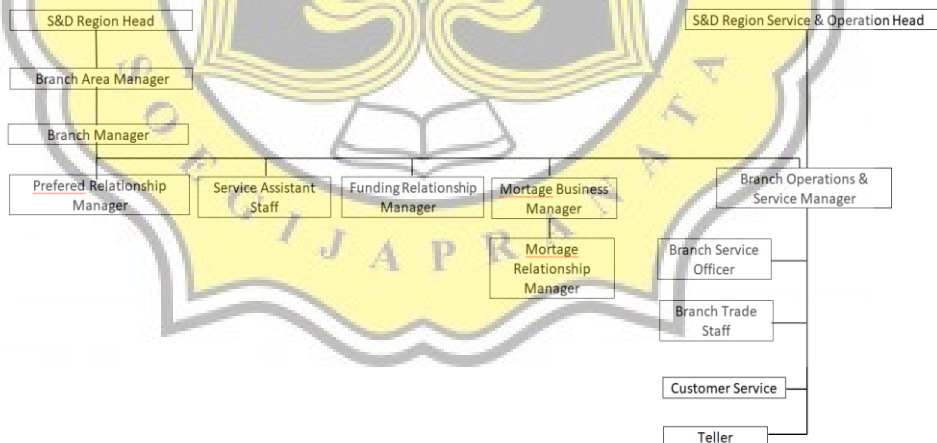 S&D Region Head
S&D Region Service & Operation Head
Branch Area Manager
Branch Manager
Prefered Relationship
Manager
Service Assistant
Staff
Funding Relationship
Manager
Mortage Business
Manager
Branch Operations &
Service Manager
Mortage
Relationship
Manager
Branch Service
Officer
Branch Trade
Staff
Customer Service
Teller
SOEGIJAPRANATA